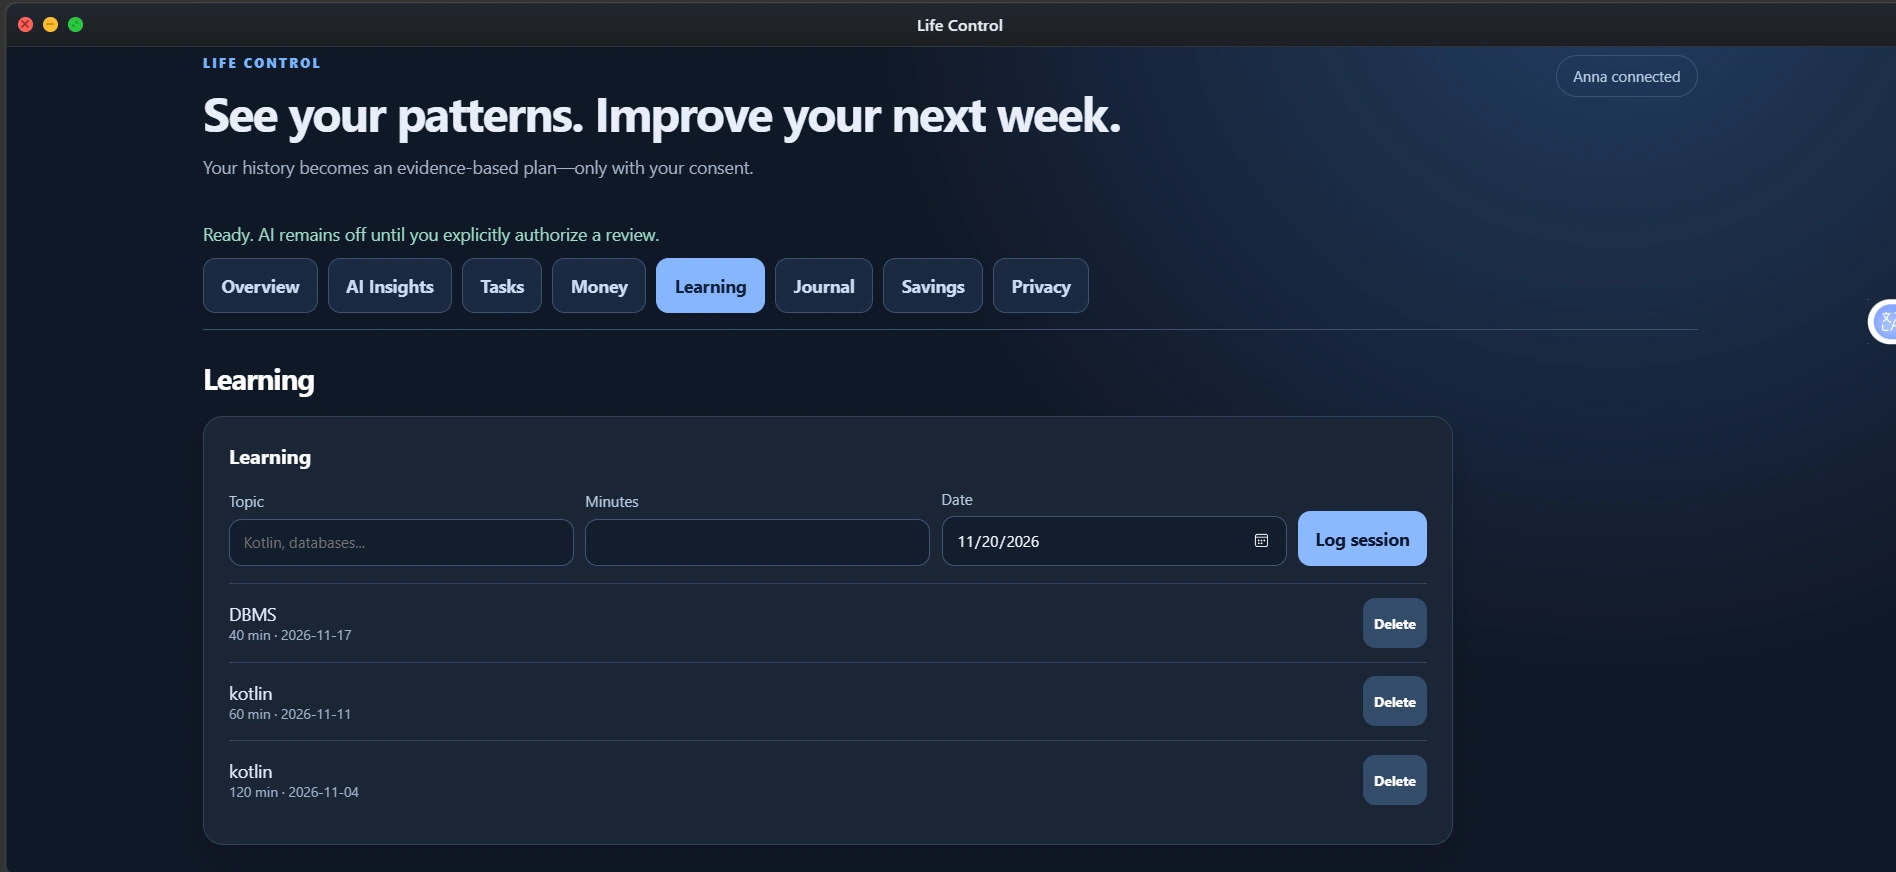 Life Control
LIFE CONTROL
Anna connected
See your patterns. Improve your next week.
Your history becomes an evidence-based plan—only with your consent.
Ready. AI remains off until you explicitly authorize a review.
Overview AI Insights Tasks Money Learning Journal Savings Privacy
Learning
Learning
Topic Minutes Date
Kotlin, databases... 11/20/2026 Log session
DBMS
40 min · 2026-11-17
Delete
kotlin
60 min · 2026-11-11
Delete
kotlin
120 min · 2026-11-04
Delete